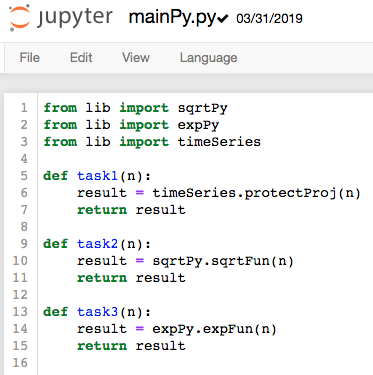 jupyter mainPy.py✔ 03/31/2019
File Edit View Language
1 from lib import sqrtPy
2 from lib import expPy
3 from lib import timeSeries
4
5 def task1(n):
6     result = timeSeries.protectProj(n)
7     return result
8
9 def task2(n):
10     result = sqrtPy.sqrtFun(n)
11     return result
12
13 def task3(n):
14     result = expPy.expFun(n)
15     return result
16